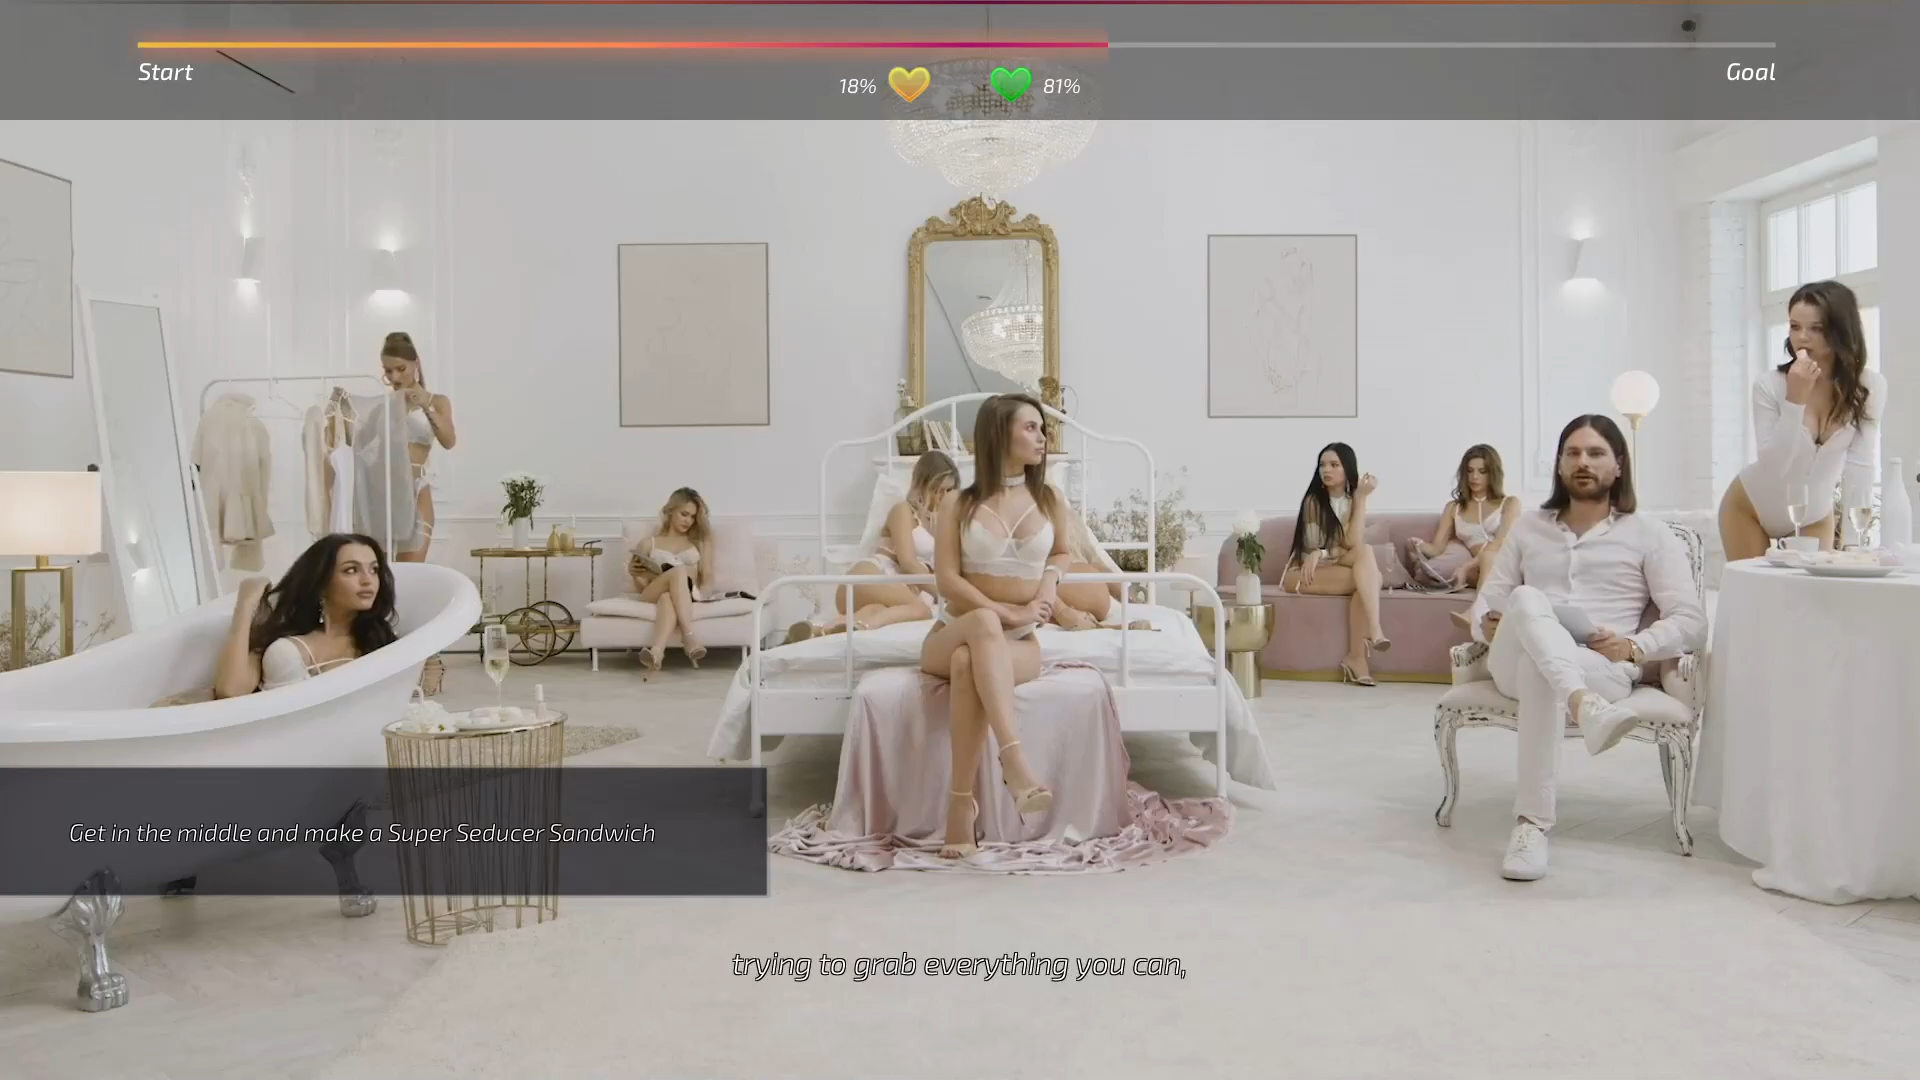 Start
Goal
18%
81%
Get in the middle and make a Super Seducer Sandwich
trying to grab everything you can,